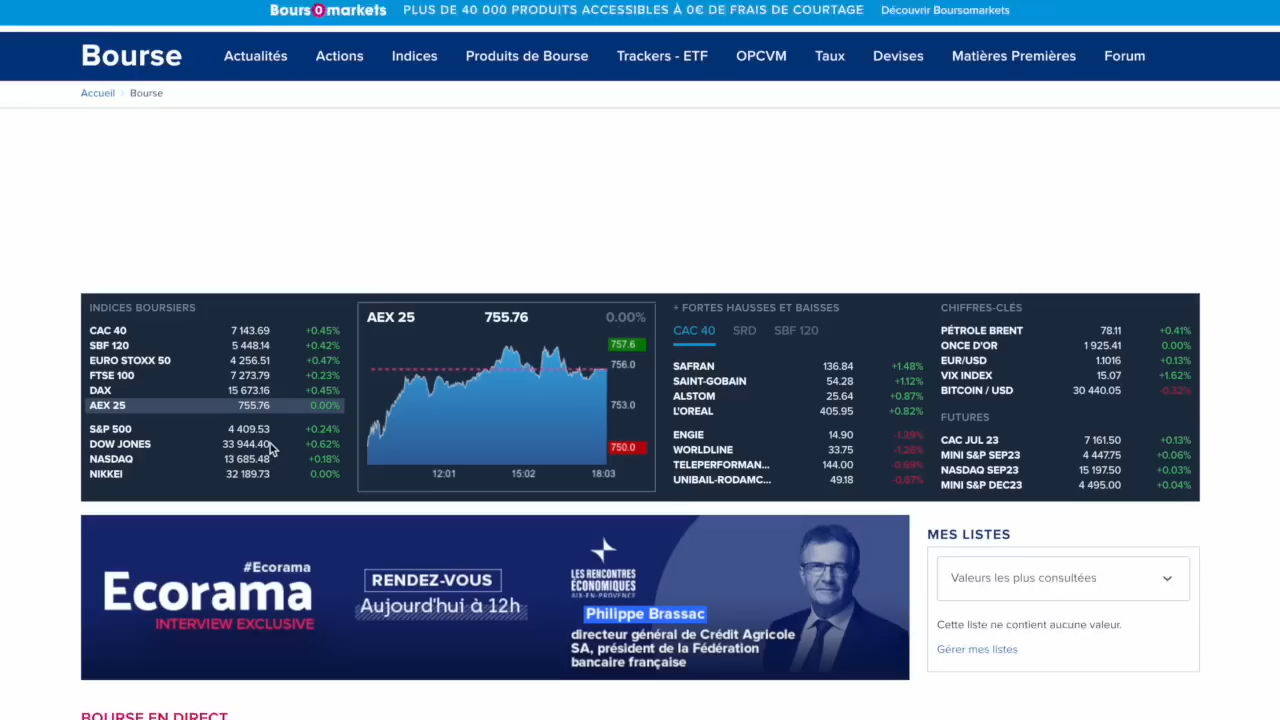 Bours0markets PLUS DE 40 000 PRODUITS ACCESSIBLES À 0€ DE FRAIS DE COURTAGE Découvrir Boursomarkets
Bourse Actualités Actions Indices Produits de Bourse Trackers - ETF OPCVM Taux Devises Matières Premières Forum
Accueil > Bourse
INDICES BOURSIERS
CAC 40 7 143.69 +0.45%
SBF 120 5 448.14 +0.42%
EURO STOXX 50 4 256.51 +0.47%
FTSE 100 7 273.79 +0.23%
DAX 15 673.16 +0.45%
AEX 25 755.76 0.00%
S&P 500 4 409.53 +0.24%
DOW JONES 33 944.40 +0.62%
NASDAQ 13 685.48 +0.18%
NIKKEI 32 189.73 0.00%
AEX 25 755.76 0.00%
757.6
756.0
753.0
750.0
12:01 15:02 18:03
+ FORTES HAUSSES ET BAISSES
CAC 40 SRD SBF 120
SAFRAN 136.84 +1.48%
SAINT-GOBAIN 54.28 +1.12%
ALSTOM 25.64 +0.87%
L'OREAL 405.95 +0.82%
ENGIE 14.90 -1.29%
WORLDLINE 33.75 -1.26%
TELEPERFORMAN... 144.00 -0.69%
UNIBAIL-RODAMC... 49.18 -0.67%
CHIFFRES-CLÉS
PÉTROLE BRENT 78.11 +0.41%
ONCE D'OR 1 925.41 0.00%
EUR/USD 1.1016 +0.13%
VIX INDEX 15.07 +1.62%
BITCOIN / USD 30 440.05 -0.32%
FUTURES
CAC JUL 23 7 161.50 +0.13%
MINI S&P SEP23 4 447.75 +0.06%
NASDAQ SEP23 15 197.50 +0.03%
MINI S&P DEC23 4 495.00 +0.04%
#Ecorama
Ecorama
INTERVIEW EXCLUSIVE
RENDEZ-VOUS
Aujourd'hui à 12h
LES RENCONTRES
ÉCONOMIQUES
AIX-EN-PROVENCE
Philippe Brassac
directeur général de Crédit Agricole
SA, président de la Fédération
bancaire française
MES LISTES
Valeurs les plus consultées
Cette liste ne contient aucune valeur.
Gérer mes listes
BOURSE EN DIRECT